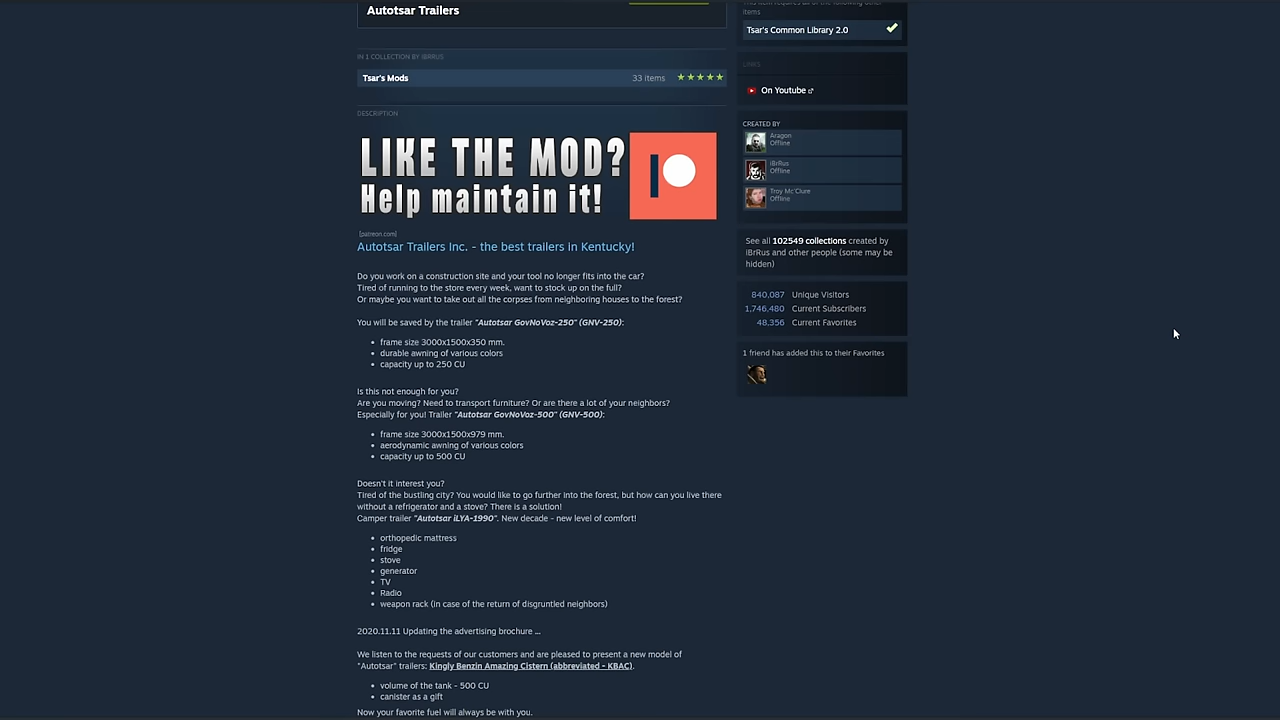 Autotsar Trailers
IN 1 COLLECTION BY IBRRUS
Tsar's Mods 33 items
DESCRIPTION
LIKE THE MOD?
Help maintain it!
[patreon.com]
Autotsar Trailers Inc. - the best trailers in Kentucky!
Do you work on a construction site and your tool no longer fits into the car?
Tired of running to the store every week, want to stock up on the full?
Or maybe you want to take out all the corpses from neighboring houses to the forest?
You will be saved by the trailer "Autotsar GovNoVoz-250" (GNV-250):
• frame size 3000x1500x350 mm.
• durable awning of various colors
• capacity up to 250 CU
Is this not enough for you?
Are you moving? Need to transport furniture? Or are there a lot of your neighbors?
Especially for you! Trailer "Autotsar GovNoVoz-500" (GNV-500):
• frame size 3000x1500x979 mm.
• aerodynamic awning of various colors
• capacity up to 500 CU
Doesn't it interest you?
Tired of the bustling city? You would like to go further into the forest, but how can you live there
without a refrigerator and a stove? There is a solution!
Camper trailer "Autotsar iLYA-1990". New decade - new level of comfort!
• orthopedic mattress
• fridge
• stove
• generator
• TV
• Radio
• weapon rack (in case of the return of disgruntled neighbors)
2020.11.11 Updating the advertising brochure ...
We listen to the requests of our customers and are pleased to present a new model of
"Autotsar" trailers: Kingly Benzin Amazing Cistern (abbreviated - KBAC).
• volume of the tank - 500 CU
• canister as a gift
Now your favorite fuel will always be with you.
items
Tsar's Common Library 2.0
LINKS
On Youtube
CREATED BY
Aragon
Offline
iBrRus
Offline
Troy Mc'Clure
Offline
See all 102549 collections created by
iBrRus and other people (some may be
hidden)
840,087 Unique Visitors
1,746,480 Current Subscribers
48,356 Current Favorites
1 friend has added this to their Favorites